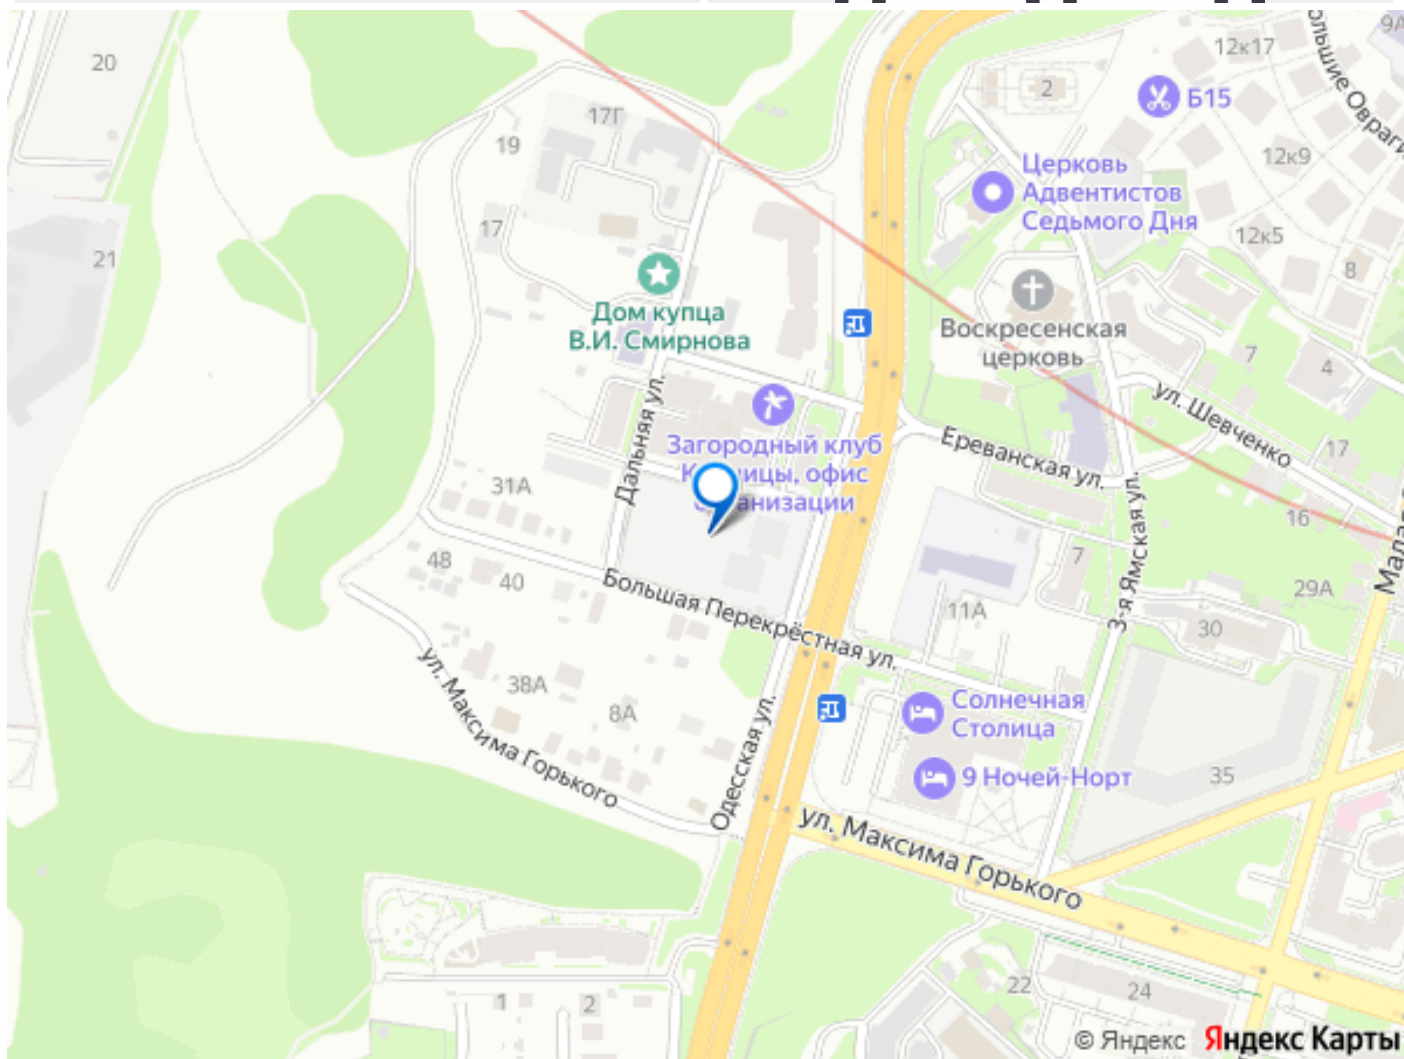 20
17Г
19
17
21
2
12к17
9А
Б15
12к9
Церковь
Адвентистов
Седьмого Дня
12к5
8
Дом купца
В.И. Смирнова
Воскресенская
церковь
7
4
ул. Шевченко
17
Дальняя ул.
Загородный клуб
офис
Ереванская ул.
31А
16
48
40
Большая Перекрёстная ул.
7
11А
3-я Ямская ул.
29А
30
ул. Максима Горького
38А
8А
Одесская ул.
Солнечная
Столица
9 Ночей-Норт
35
ул. Максима Горького
22
24
1
2
© Яндекс Яндекс Карты